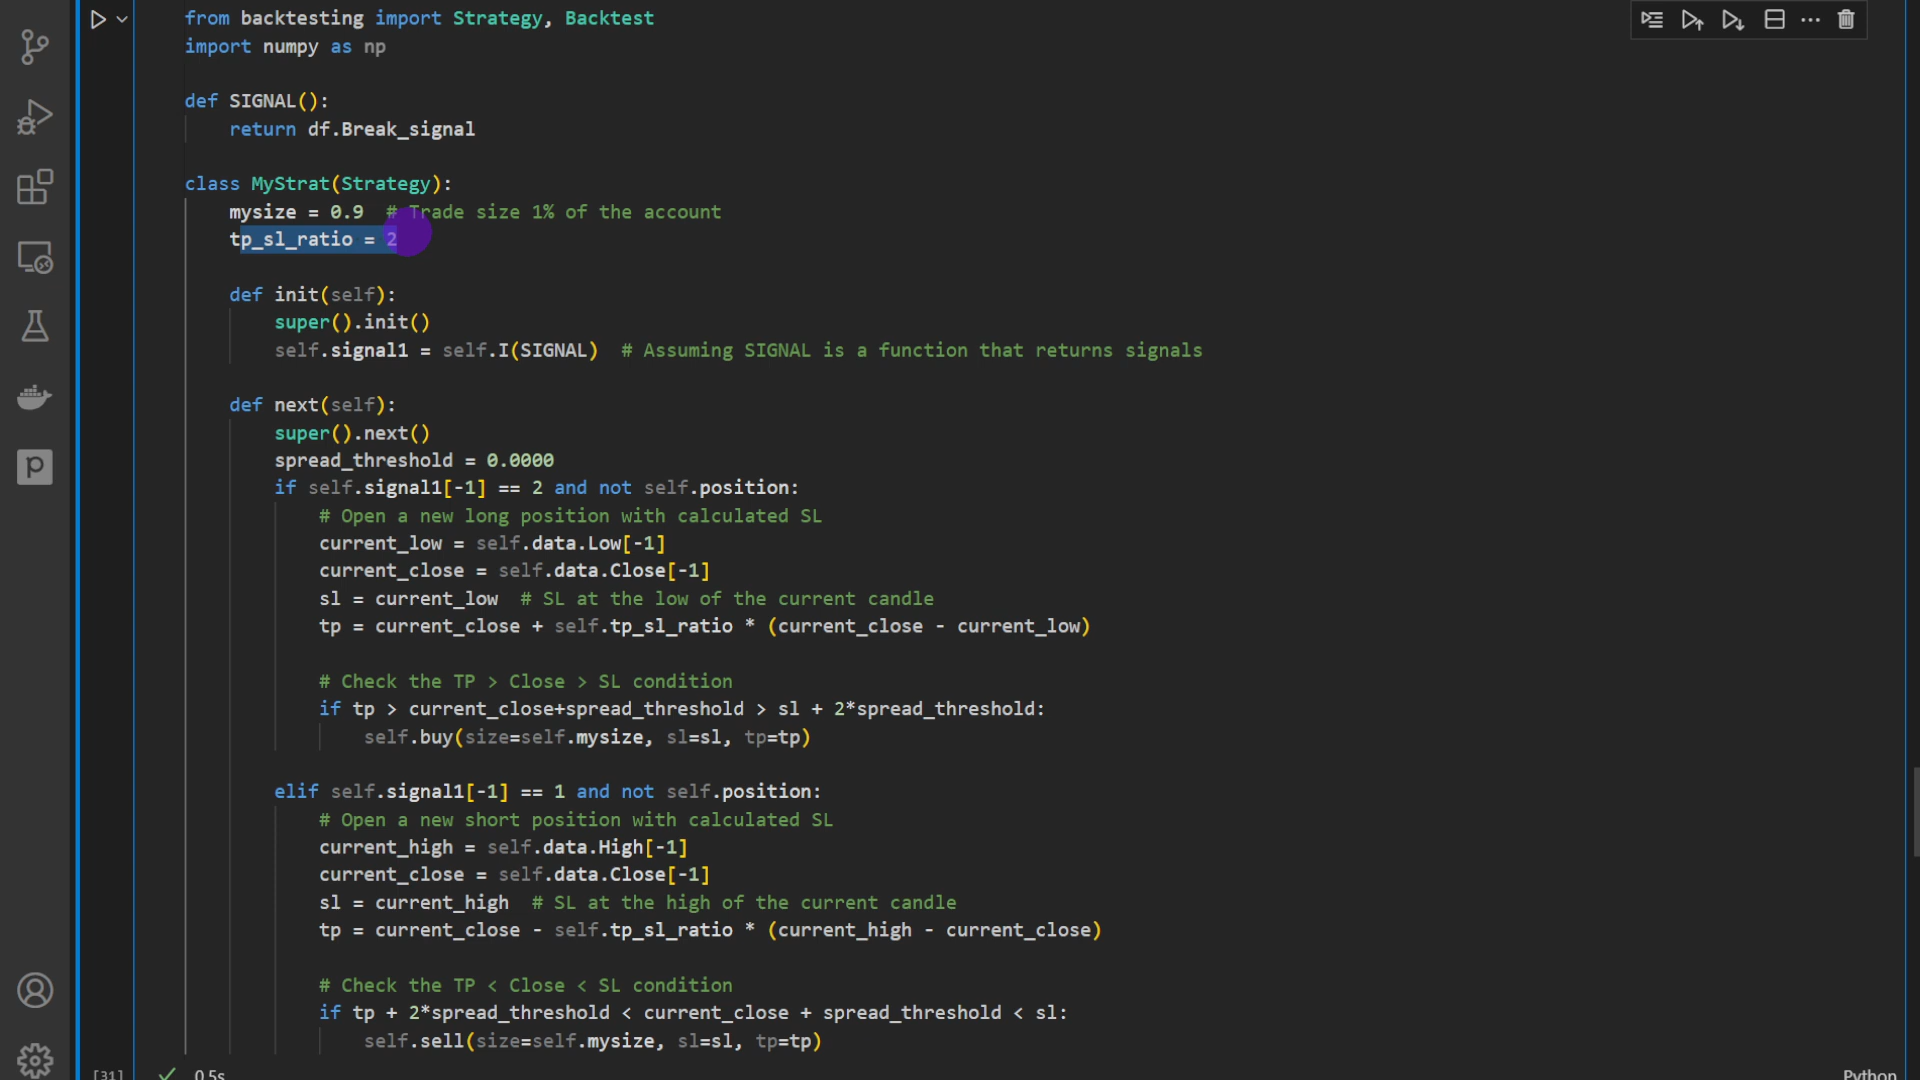 from backtesting import Strategy, Backtest
import numpy as np
def SIGNAL():
return df.Break_signal
class MyStrat(Strategy):
mysize = 0.9 # Trade size 1% of the account
tp_sl_ratio = 2
def init(self):
super().init()
self.signal1 = self.I(SIGNAL) # Assuming SIGNAL is a function that returns signals
def next(self):
super().next()
spread_threshold = 0.0000
if self.signal1[-1] == 2 and not self.position:
# Open a new long position with calculated SL
current_low = self.data.Low[-1]
current_close = self.data.Close[-1]
sl = current_low # SL at the low of the current candle
tp = current_close + self.tp_sl_ratio * (current_close - current_low)
# Check the TP > Close > SL condition
if tp > current_close+spread_threshold > sl + 2*spread_threshold:
self.buy(size=self.mysize, sl=sl, tp=tp)
elif self.signal1[-1] == 1 and not self.position:
# Open a new short position with calculated SL
current_high = self.data.High[-1]
current_close = self.data.Close[-1]
sl = current_high # SL at the high of the current candle
tp = current_close - self.tp_sl_ratio * (current_high - current_close)
# Check the TP < Close < SL condition
if tp + 2*spread_threshold < current_close + spread_threshold < sl:
self.sell(size=self.mysize, sl=sl, tp=tp)
[31] 0.5s Python